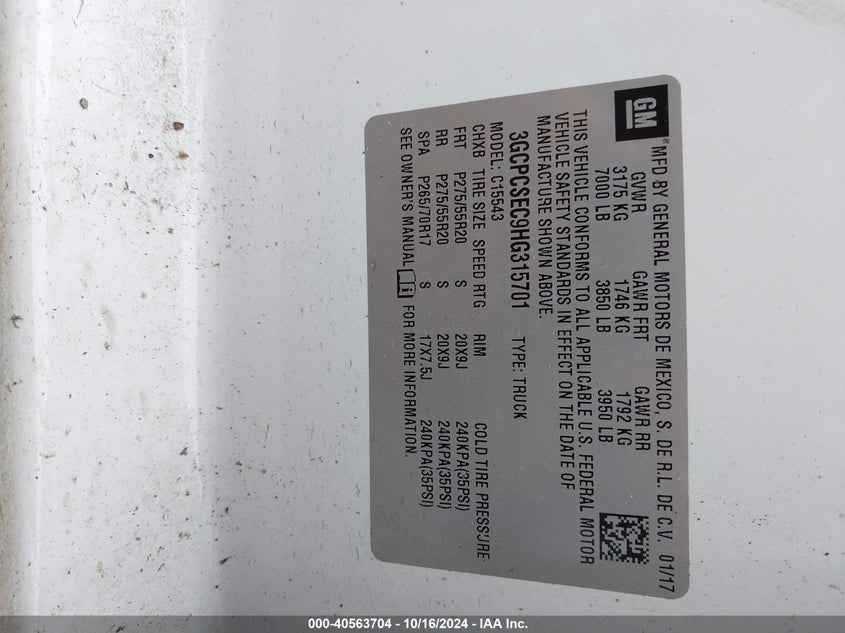 GM
MFD BY GENERAL MOTORS DE MEXICO, S. DE R.L. DE C.V. 01/17
GVWR GAWR FRT GAWR RR
3175 KG 1746 KG 1792 KG
7000 LB 3850 LB 3950 LB
THIS VEHICLE CONFORMS TO ALL APPLICABLE U.S. FEDERAL MOTOR
VEHICLE SAFETY STANDARDS IN EFFECT ON THE DATE OF
MANUFACTURE SHOWN ABOVE.
3GCPCSEC9HG315701 TYPE: TRUCK
MODEL: C15543
CHXB TIRE SIZE SPEED RTG RIM COLD TIRE PRESSURE
FRT P275/55R20 S 20X9J 240KPA(35PSI)
RR P275/55R20 S 20X9J 240KPA(35PSI)
SPA P265/70R17 S 17X7.5J 240KPA(35PSI)
SEE OWNER'S MANUAL i FOR MORE INFORMATION.
000-40563704 - 10/16/2024 - IAA Inc.